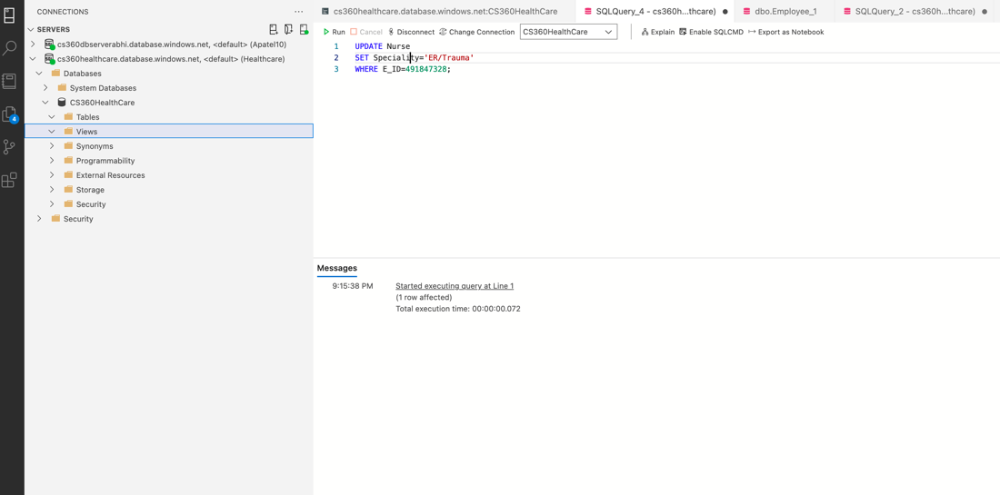 CONNECTIONS
SERVERS
cs360dbserverabhi.database.windows.net, <default> (Apatel10)
cs360healthcare.database.windows.net, <default> (Healthcare)
Databases
System Databases
CS360HealthCare
Tables
Views
Synonyms
Programmability
External Resources
Storage
Security
Security
4
cs360healthcare.database.windows.net:CS360HealthCare
SQLQuery_4 - cs360h...thcare)
dbo.Employee_1
SQLQuery_2 - cs360h...thcare)
Run Cancel Disconnect Change Connection CS360HealthCare Explain Enable SQLCMD Export as Notebook
1 UPDATE Nurse
2 SET Speciality='ER/Trauma'
3 WHERE E_ID=491847328;
Messages
9:15:38 PM Started executing query at Line 1
(1 row affected)
Total execution time: 00:00:00.072